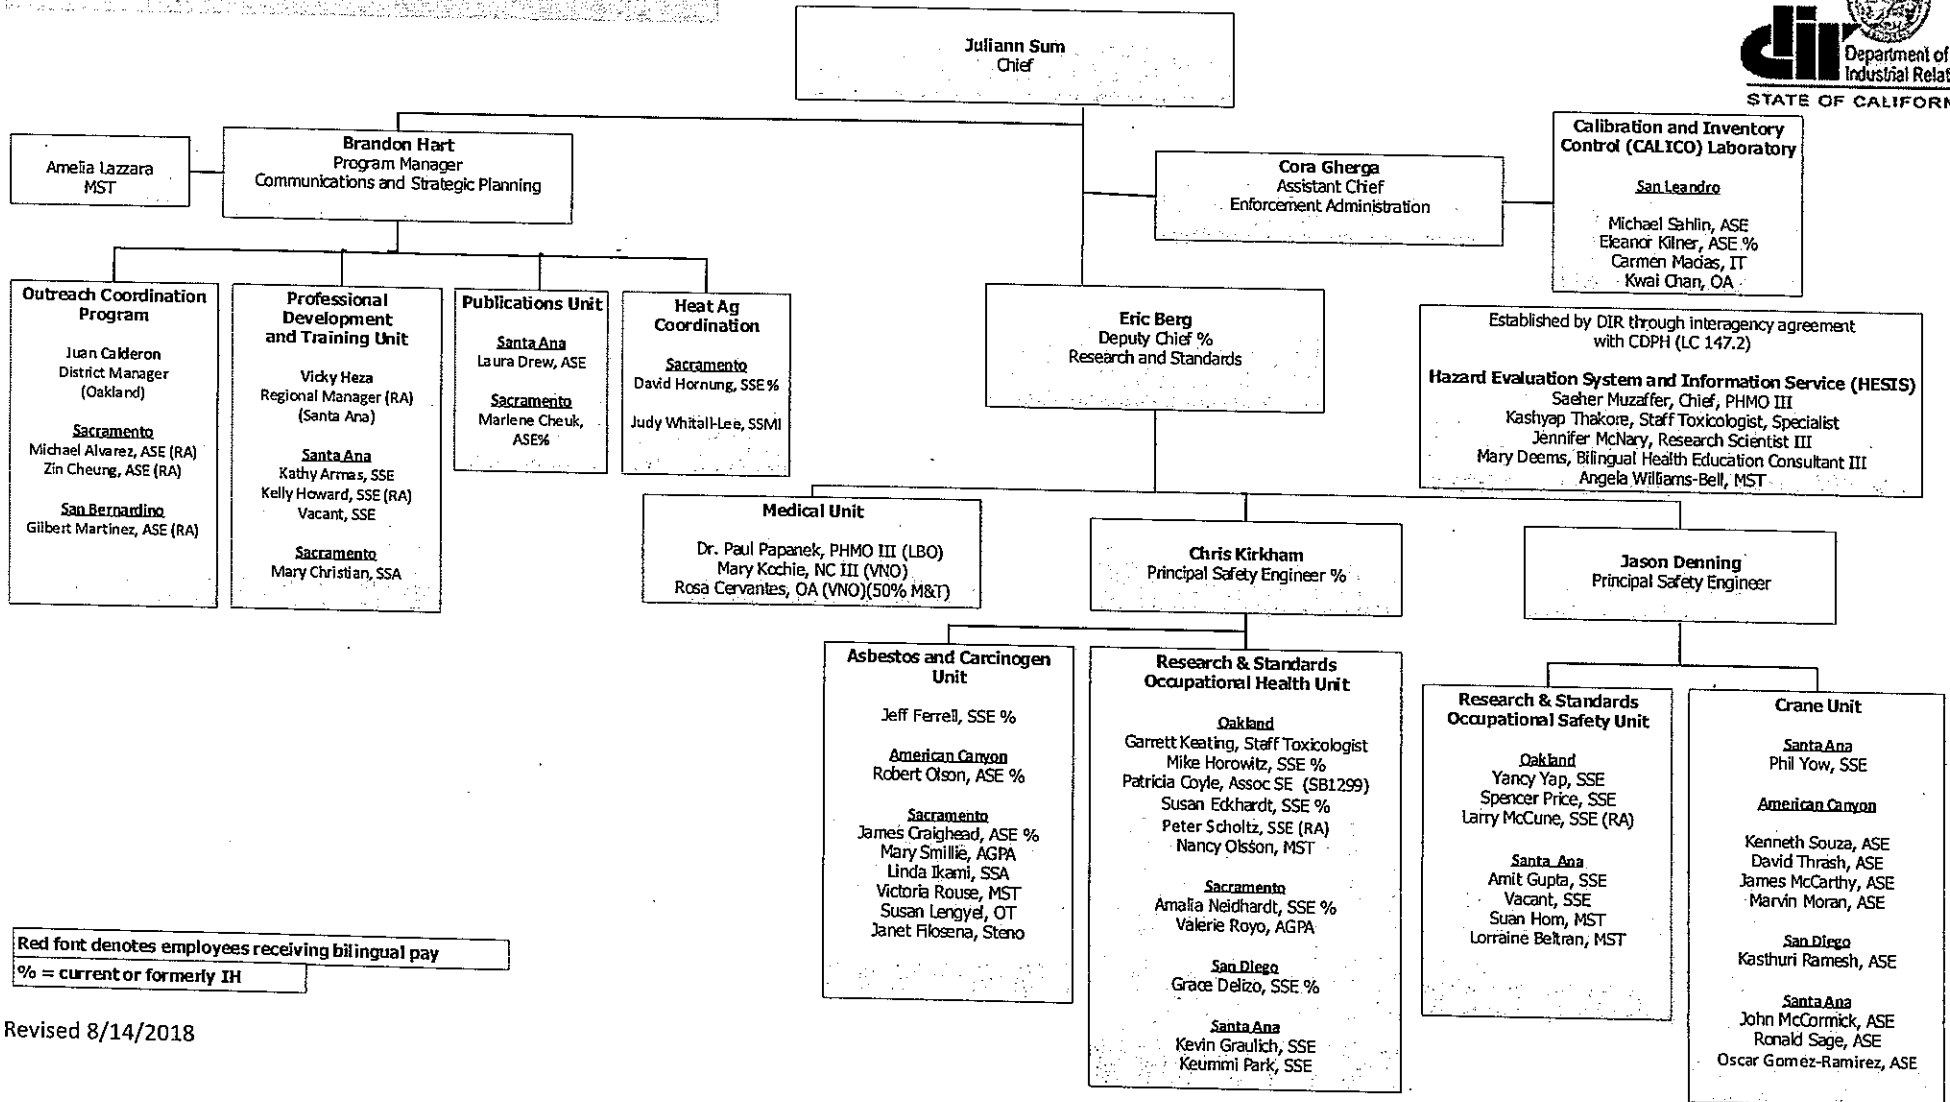 Juliann Sum
Chief
Department of
Industrial Relat
STATE OF CALIFORN
Amelia Lazzara
MST
Brandon Hart
Program Manager
Communications and Strategic Planning
Cora Gherga
Assistant Chief
Enforcement Administration
Calibration and Inventory
Control (CALICO) Laboratory
San Leandro
Michael Sahlin, ASE
Eleanor Kilner, ASE %
Carmen Macias, IT
Kwai Chan, OA
Outreach Coordination
Program
Juan Calderon
District Manager
(Oakland)
Sacramento
Michael Alvarez, ASE (RA)
Zin Cheung, ASE (RA)
San Bernardino
Gilbert Martinez, ASE (RA)
Professional
Development
and Training Unit
Vicky Heza
Regional Manager (RA)
(Santa Ana)
Santa Ana
Kathy Armas, SSE
Kelly Howard, SSE (RA)
Vacant, SSE
Sacramento
Mary Christian, SSA
Publications Unit
Santa Ana
Laura Drew, ASE
Sacramento
Marlene Cheuk,
ASE%
Heat Ag
Coordination
Sacramento
David Hornung, SSE%
Judy Whitall-Lee, SSMI
Eric Berg
Deputy Chief %
Research and Standards
Established by DIR through interagency agreement
with CDPH (LC 147.2)
Hazard Evaluation System and Information Service (HESIS)
Saeher Muzaffer, Chief, PHMO III
Kashyap Thakore, Staff Toxicologist, Specialist
Jennifer McNary, Research Scientist III
Mary Deems, Bilingual Health Education Consultant III
Angela Williams-Bell, MST
Medical Unit
Dr. Paul Papanek, PHMO III (LBO)
Mary Kochie, NC III (VNO)
Rosa Cervantes, OA (VNO)(50% M&T)
Chris Kirkham
Principal Safety Engineer %
Jason Denning
Principal Safety Engineer
Asbestos and Carcinogen
Unit
Jeff Ferrell, SSE %
American Canyon
Robert Olson, ASE %
Sacramento
James Craighead, ASE %
Mary Smillie, AGPA
Linda Ikami, SSA
Victoria Rouse, MST
Susan Lengyel, OT
Janet Filosena, Steno
Research & Standards
Occupational Health Unit
Oakland
Garrett Keating, Staff Toxicologist
Mike Horowitz, SSE %
Patricia Coyle, Assoc SE (SB1299)
Susan Eckhardt, SSE %
Peter Scholtz, SSE (RA)
Nancy Olsson, MST
Sacramento
Amalia Neidhardt, SSE %
Valerie Royo, AGPA
San Diego
Grace Delizo, SSE %
Santa Ana
Kevin Graulich, SSE
Keummi Park, SSE
Research & Standards
Occupational Safety Unit
Oakland
Yancy Yap, SSE
Spencer Price, SSE
Larry McCune, SSE (RA)
Santa Ana
Amit Gupta, SSE
Vacant, SSE
Suan Hom, MST
Lorraine Beltran, MST
Crane Unit
Santa Ana
Phil Yow, SSE
American Canyon
Kenneth Souza, ASE
David Thrash, ASE
James McCarthy, ASE
Marvin Moran, ASE
San Diego
Kasthuri Ramesh, ASE
Santa Ana
John McCormick, ASE
Ronald Sage, ASE
Oscar Gomez-Ramirez, ASE
Red font denotes employees receiving bilingual pay
% = current or formerly IH
Revised 8/14/2018